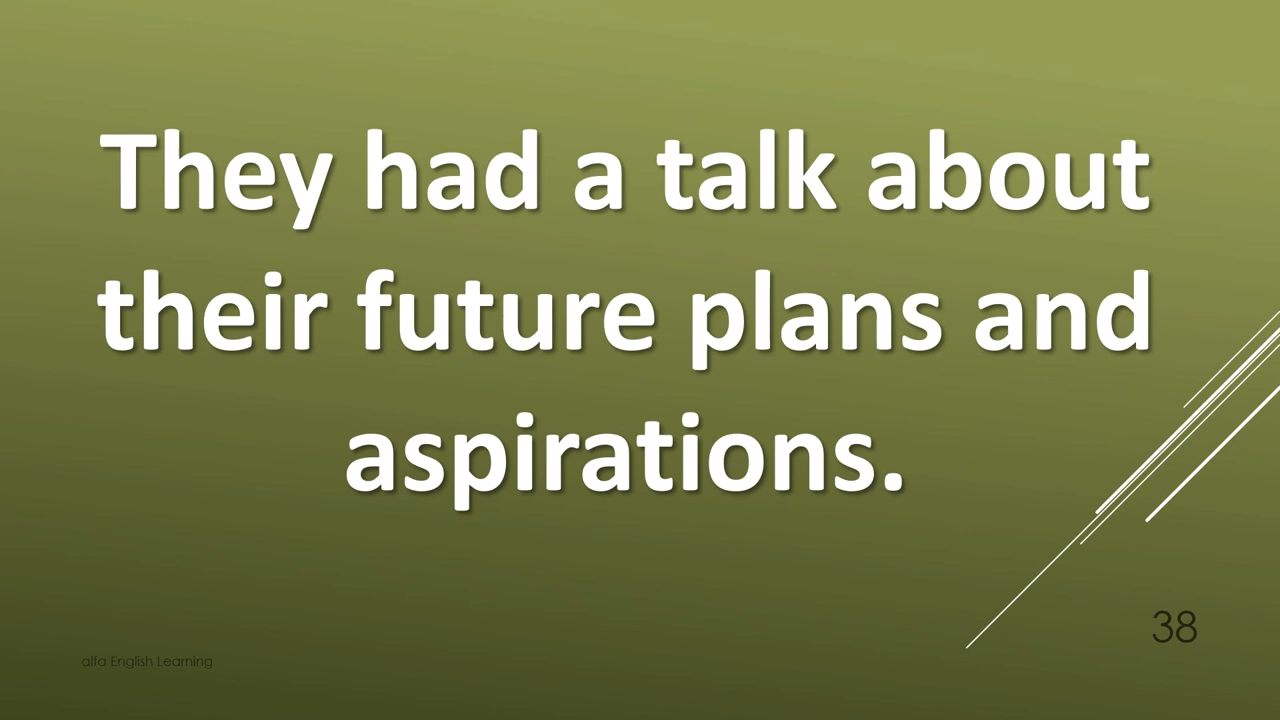 They had a talk about
their future plans and
aspirations.
38
alfa English Learning